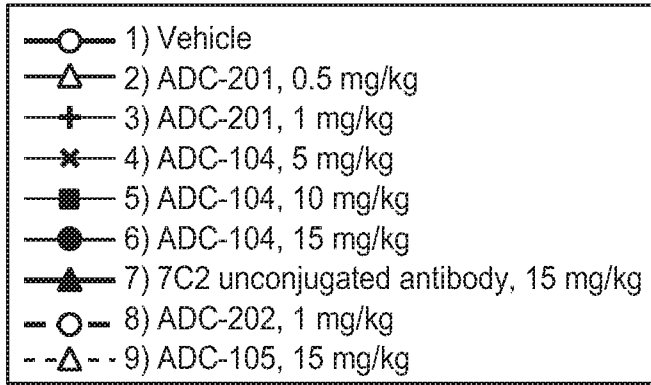 1) Vehicle
2) ADC-201, 0.5 mg/kg
3) ADC-201, 1 mg/kg
4) ADC-104, 5 mg/kg
5) ADC-104, 10 mg/kg
6) ADC-104, 15 mg/kg
7) 7C2 unconjugated antibody, 15 mg/kg
8) ADC-202, 1 mg/kg
9) ADC-105, 15 mg/kg